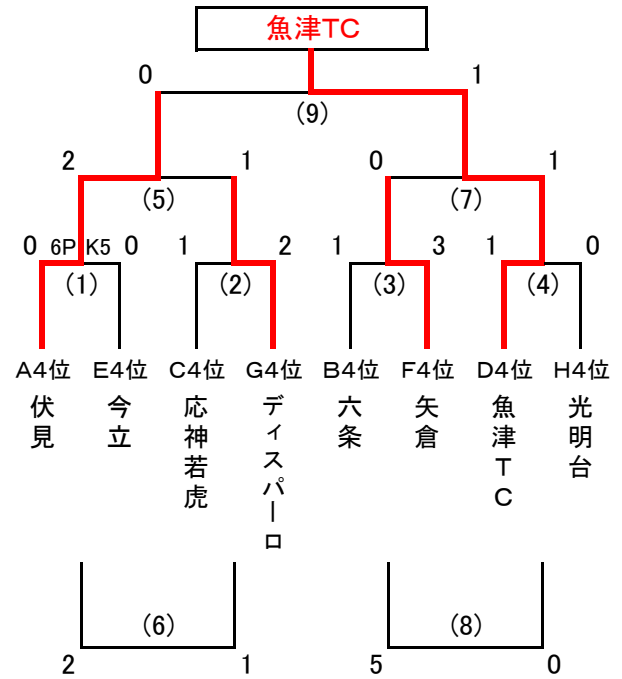 魚津TC
0 1
(9)
2 1 0 1
(5) (7)
0 6P K5 0 1 2 1 3 1 0
(1) (2) (3) (4)
A4位 E4位 C4位 G4位 B4位 F4位 D4位 H4位
伏見
今立
応神若虎
ディスパーロ
六条
矢倉
魚津TC
光明台
(6) (8)
2 1 5 0